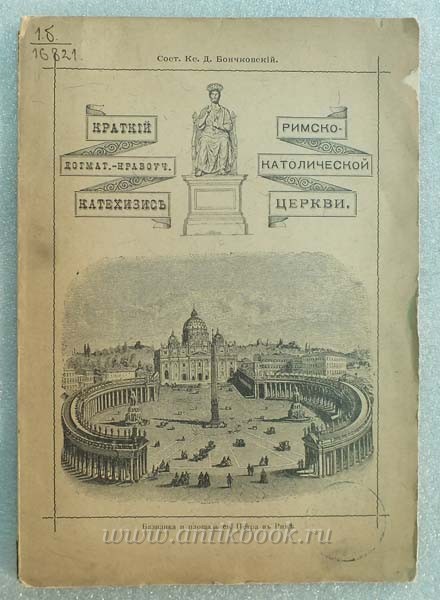 1.б.
16821.
Сост. Кс. Д. Бончковскій.
КРАТКІЙ
ДОГМАТ.-НРАВОУЧ.
КАТЕХИЗИСЪ
РИМСКО-
КАТОЛИЧЕСКОЙ
ЦЕРКВИ.
Базилика и площадь св. Петра въ Римѣ.
www.antikbook.ru